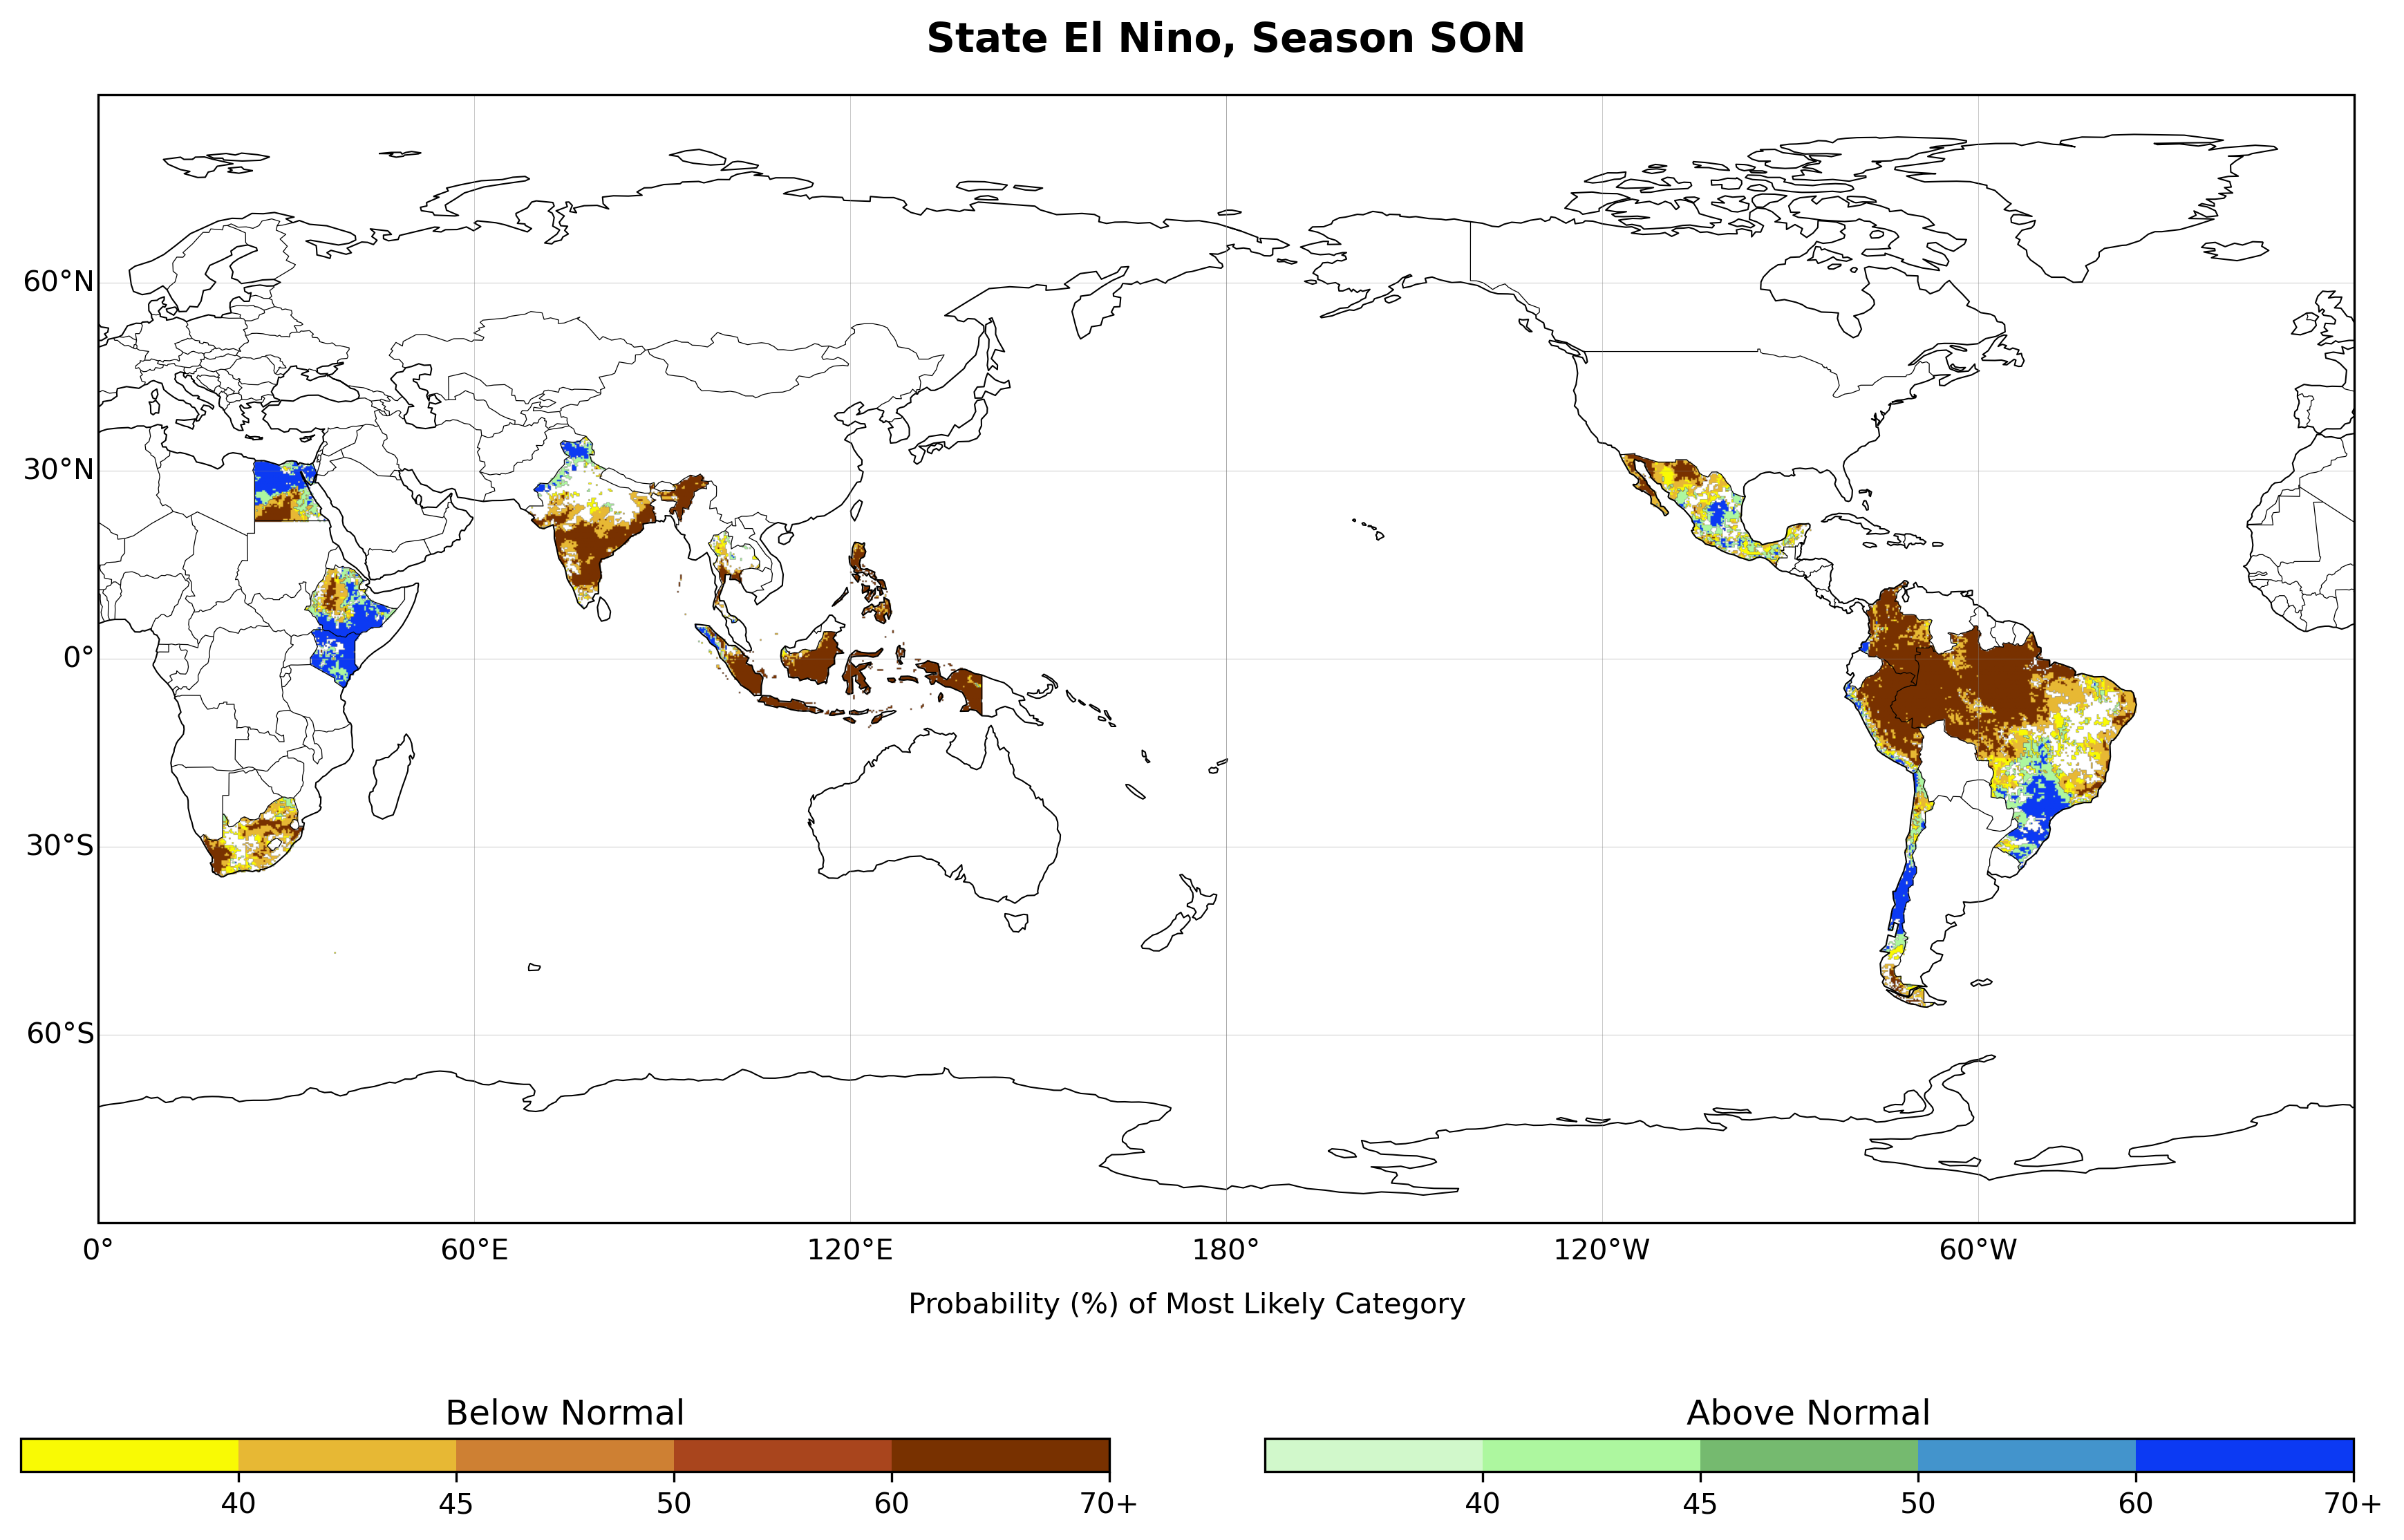 State El Nino, Season SON
60°N
30°N
0°
30°S
60°S
0° 60°E 120°E 180° 120°W 60°W
Probability (%) of Most Likely Category
Below Normal
40 45 50 60 70+
Above Normal
40 45 50 60 70+